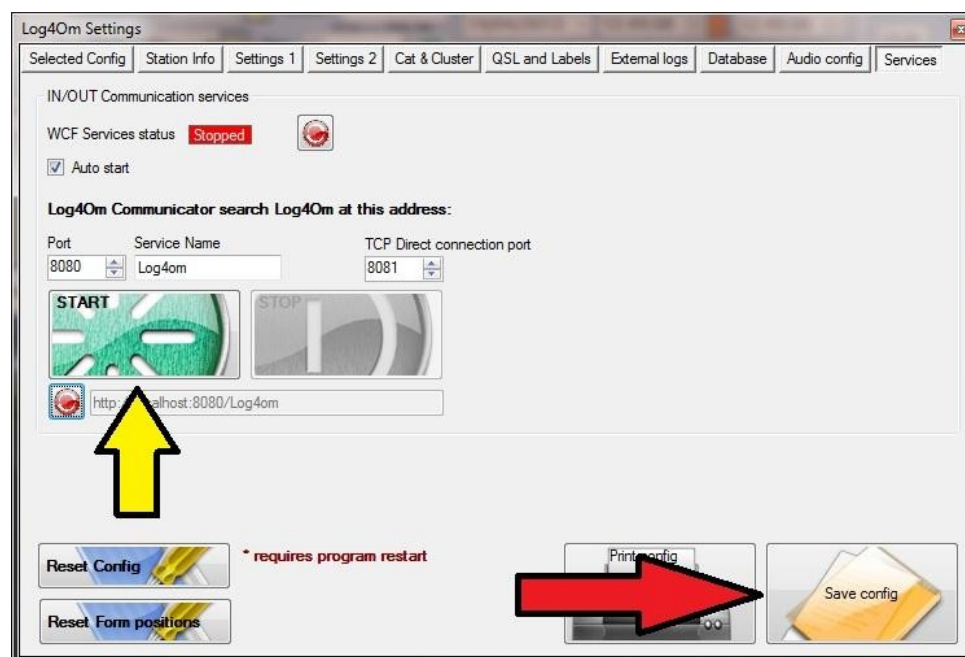 Log4Om Settings
Selected Config Station Info Settings 1 Settings 2 Cat & Cluster QSL and Labels External logs Database Audio config Services
IN/OUT Communication services
WCF Services status Stopped
Auto start
Log4Om Communicator search Log4Om at this address:
Port Service Name TCP Direct connection port
8080 Log4om 8081
START STOP
alhost:8080/Log4om
Reset Config * requires program restart Print config
Save config
Reset Form positions